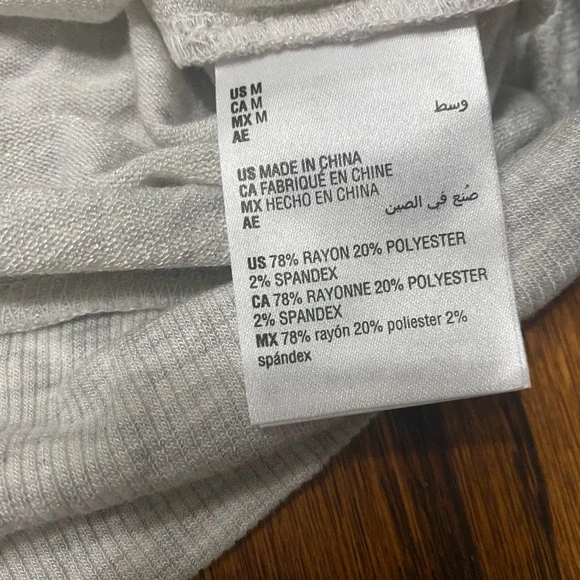 US M
CA M
MX M
AE وسط
US MADE IN CHINA
CA FABRIQUÉ EN CHINE
MX HECHO EN CHINA
AE صُنع في الصين
US 78% RAYON 20% POLYESTER
2% SPANDEX
CA 78% RAYONNE 20% POLYESTER
2% SPANDEX
MX 78% rayón 20% poliester 2%
spándex